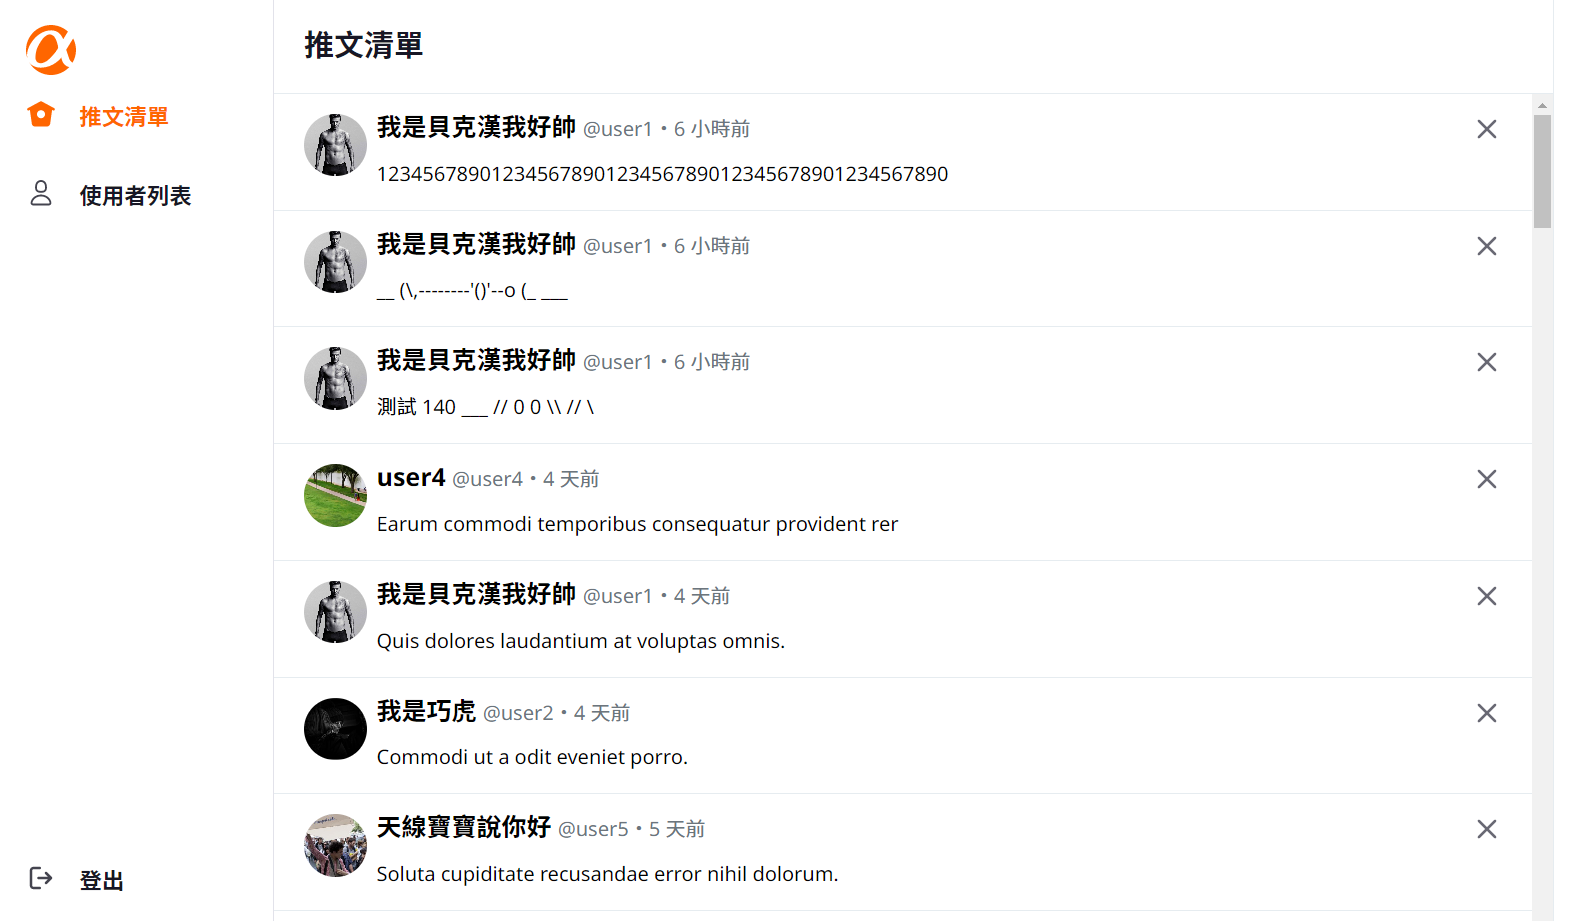 推文清單
使用者列表
登出
推文清單
我是貝克漢我好帥 @user1・6 小時前
12345678901234567890123456789012345678901234567890
我是貝克漢我好帥 @user1・6 小時前
__ (\,--------'()'--o (_ ___
我是貝克漢我好帥 @user1・6 小時前
測試 140 ___ // 0 0 \\ // \
user4 @user4・4 天前
Earum commodi temporibus consequatur provident rer
我是貝克漢我好帥 @user1・4 天前
Quis dolores laudantium at voluptas omnis.
我是巧虎 @user2・4 天前
Commodi ut a odit eveniet porro.
天線寶寶說你好 @user5・5 天前
Soluta cupiditate recusandae error nihil dolorum.